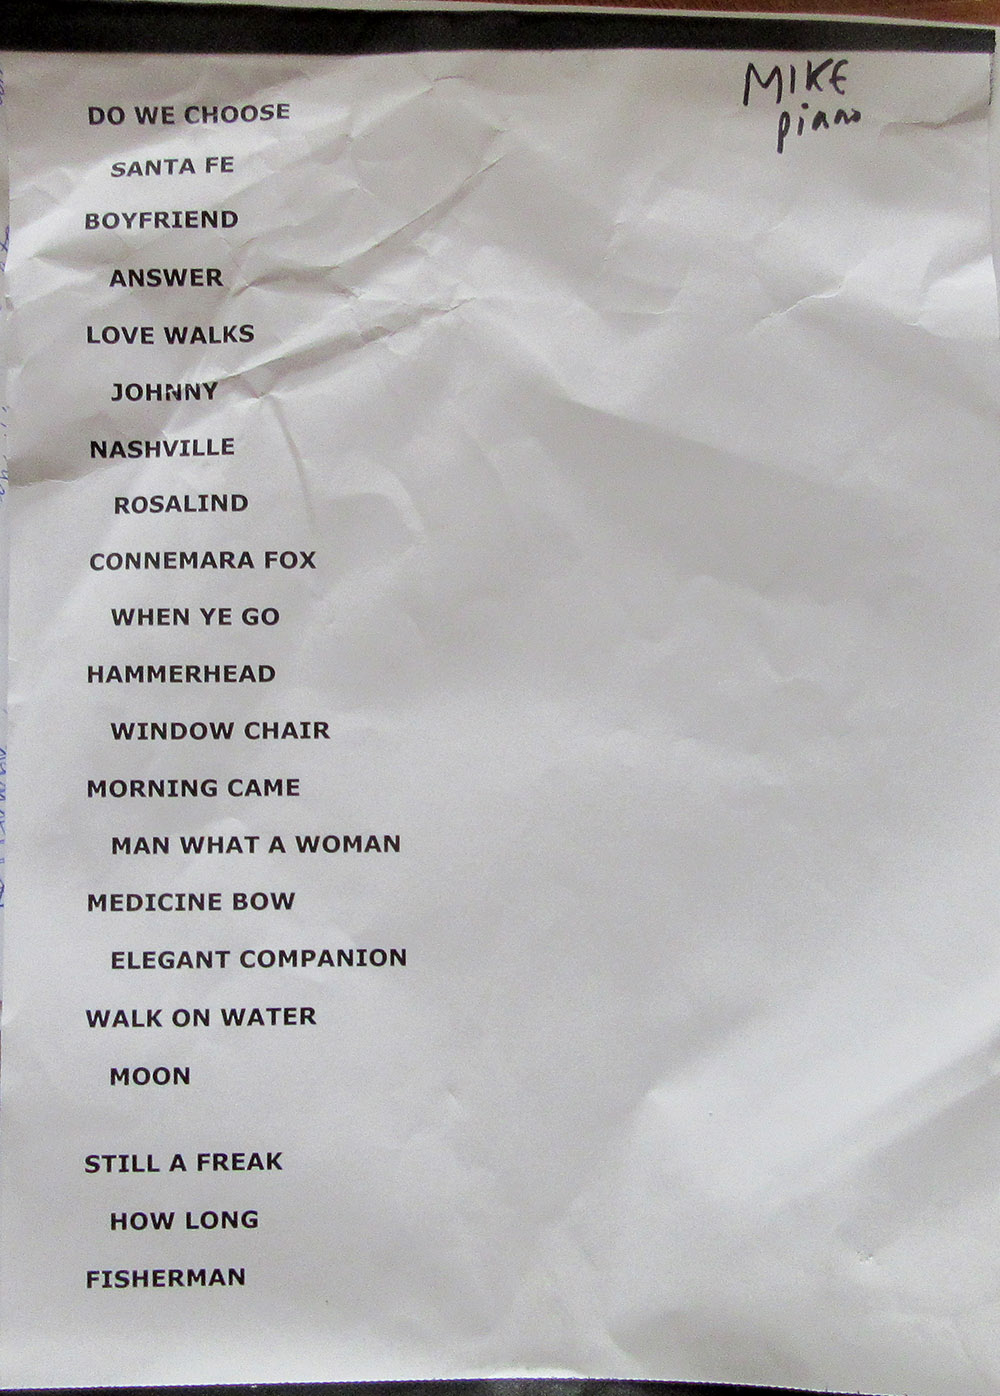 MIKE
piano
DO WE CHOOSE
SANTA FE
BOYFRIEND
ANSWER
LOVE WALKS
JOHNNY
NASHVILLE
ROSALIND
CONNEMARA FOX
WHEN YE GO
HAMMERHEAD
WINDOW CHAIR
MORNING CAME
MAN WHAT A WOMAN
MEDICINE BOW
ELEGANT COMPANION
WALK ON WATER
MOON
STILL A FREAK
HOW LONG
FISHERMAN